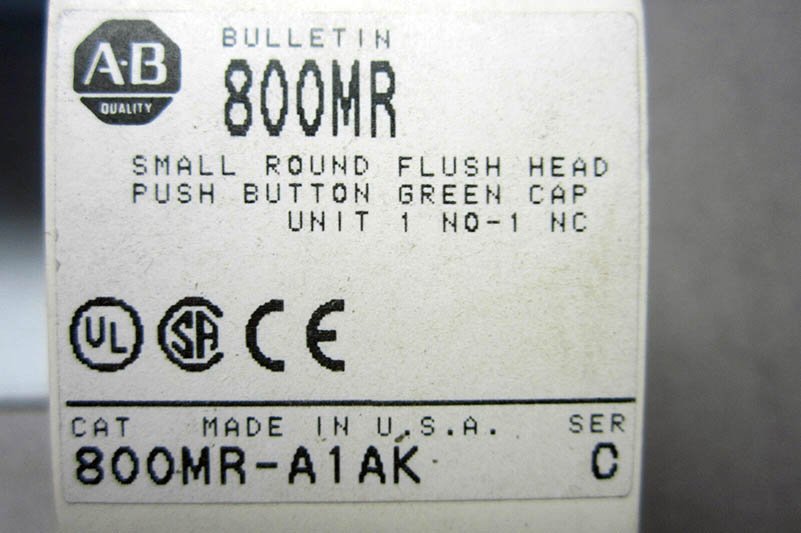 A·B
QUALITY
BULLETIN
800MR
SMALL ROUND FLUSH HEAD
PUSH BUTTON GREEN CAP
UNIT 1 NO-1 NC
UL SA CE
CAT MADE IN U.S.A. SER
800MR-A1AK C